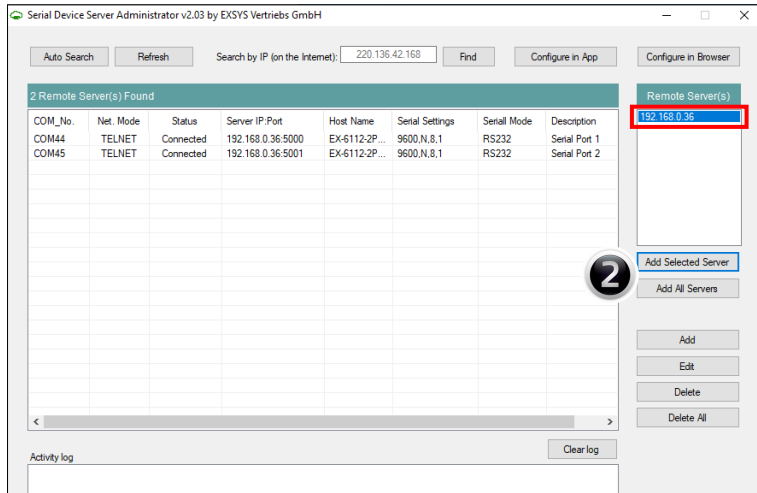 Serial Device Server Administrator v2.03 by EXSYS Vertriebs GmbH
Auto Search Refresh Search by IP (on the Internet): 220.136.42.168 Find Configure in App Configure in Browser
2 Remote Server(s) Found Remote Server(s)
COM_No. Net. Mode Status Server IP:Port Host Name Serial Settings Seriall Mode Description
192.168.0.36
COM44 TELNET Connected 192.168.0.36:5000 EX-6112-2P... 9600,N,8,1 RS232 Serial Port 1
COM45 TELNET Connected 192.168.0.36:5001 EX-6112-2P... 9600,N,8,1 RS232 Serial Port 2
2
Add Selected Server
Add All Servers
Add
Edit
Delete
Delete All
Activity log
Clear log